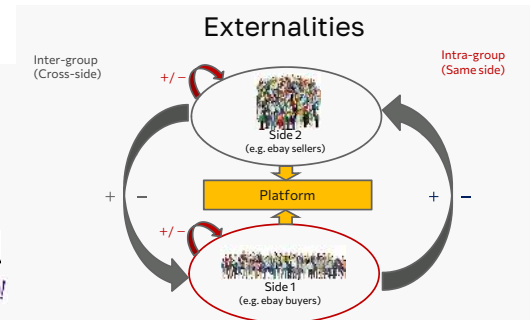 Externalities
Inter-group
(Cross-side)
Intra-group
(Same side)
+/ –
Side 2
(e.g. ebay sellers)
Platform
+ –
+ –
+/ –
Side 1
(e.g. ebay buyers)